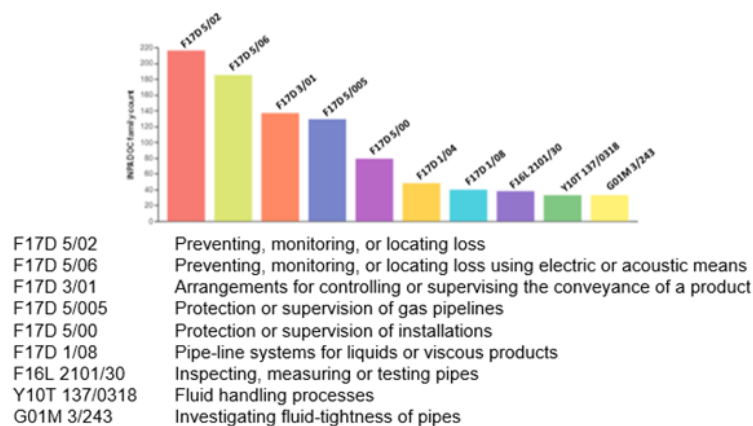 F17D 5/02
F17D 5/06
F17D 3/01
F17D 5/005
F17D 5/00
F17D 1/04
F17D 1/08
F16L 2101/30
Y10T 137/0318
G01M 3/243
INPADOC family count
220
200
180
160
140
120
100
80
60
40
20
0
F17D 5/02 Preventing, monitoring, or locating loss
F17D 5/06 Preventing, monitoring, or locating loss using electric or acoustic means
F17D 3/01 Arrangements for controlling or supervising the conveyance of a product
F17D 5/005 Protection or supervision of gas pipelines
F17D 5/00 Protection or supervision of installations
F17D 1/08 Pipe-line systems for liquids or viscous products
F16L 2101/30 Inspecting, measuring or testing pipes
Y10T 137/0318 Fluid handling processes
G01M 3/243 Investigating fluid-tightness of pipes